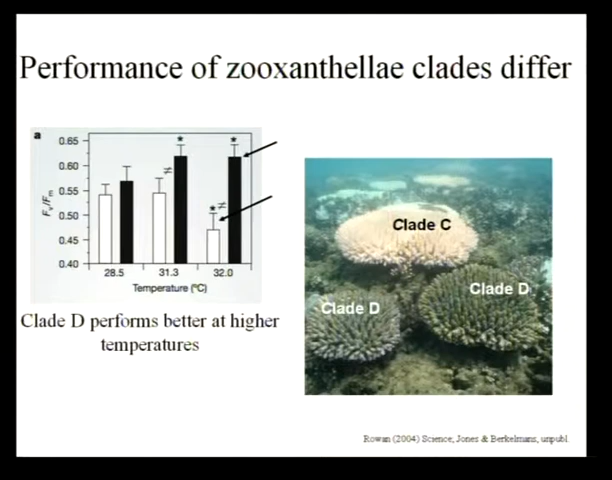 Performance of zooxanthellae clades differ
a
0.65
0.60
0.55
0.50
0.45
0.40
Fv/Fm
* *
≠
* ≠
28.5 31.3 32.0
Temperature (ºC)
Clade C
Clade D
Clade D
Clade D performs better at higher
temperatures
Rowan (2004) Science, Jones & Berkelmans, unpubl.